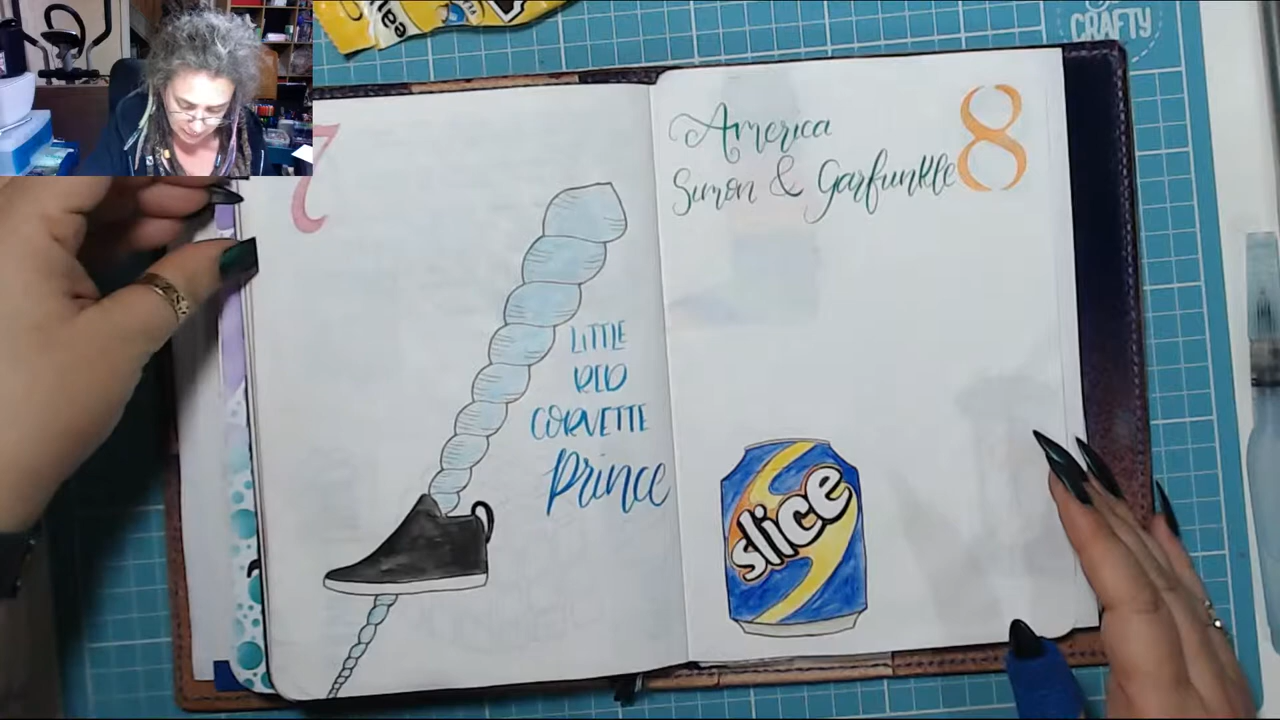 CRAFTY
7
America
8
Simon & Garfunkle
LITTLE
RED
CORVETTE
Prince
slice